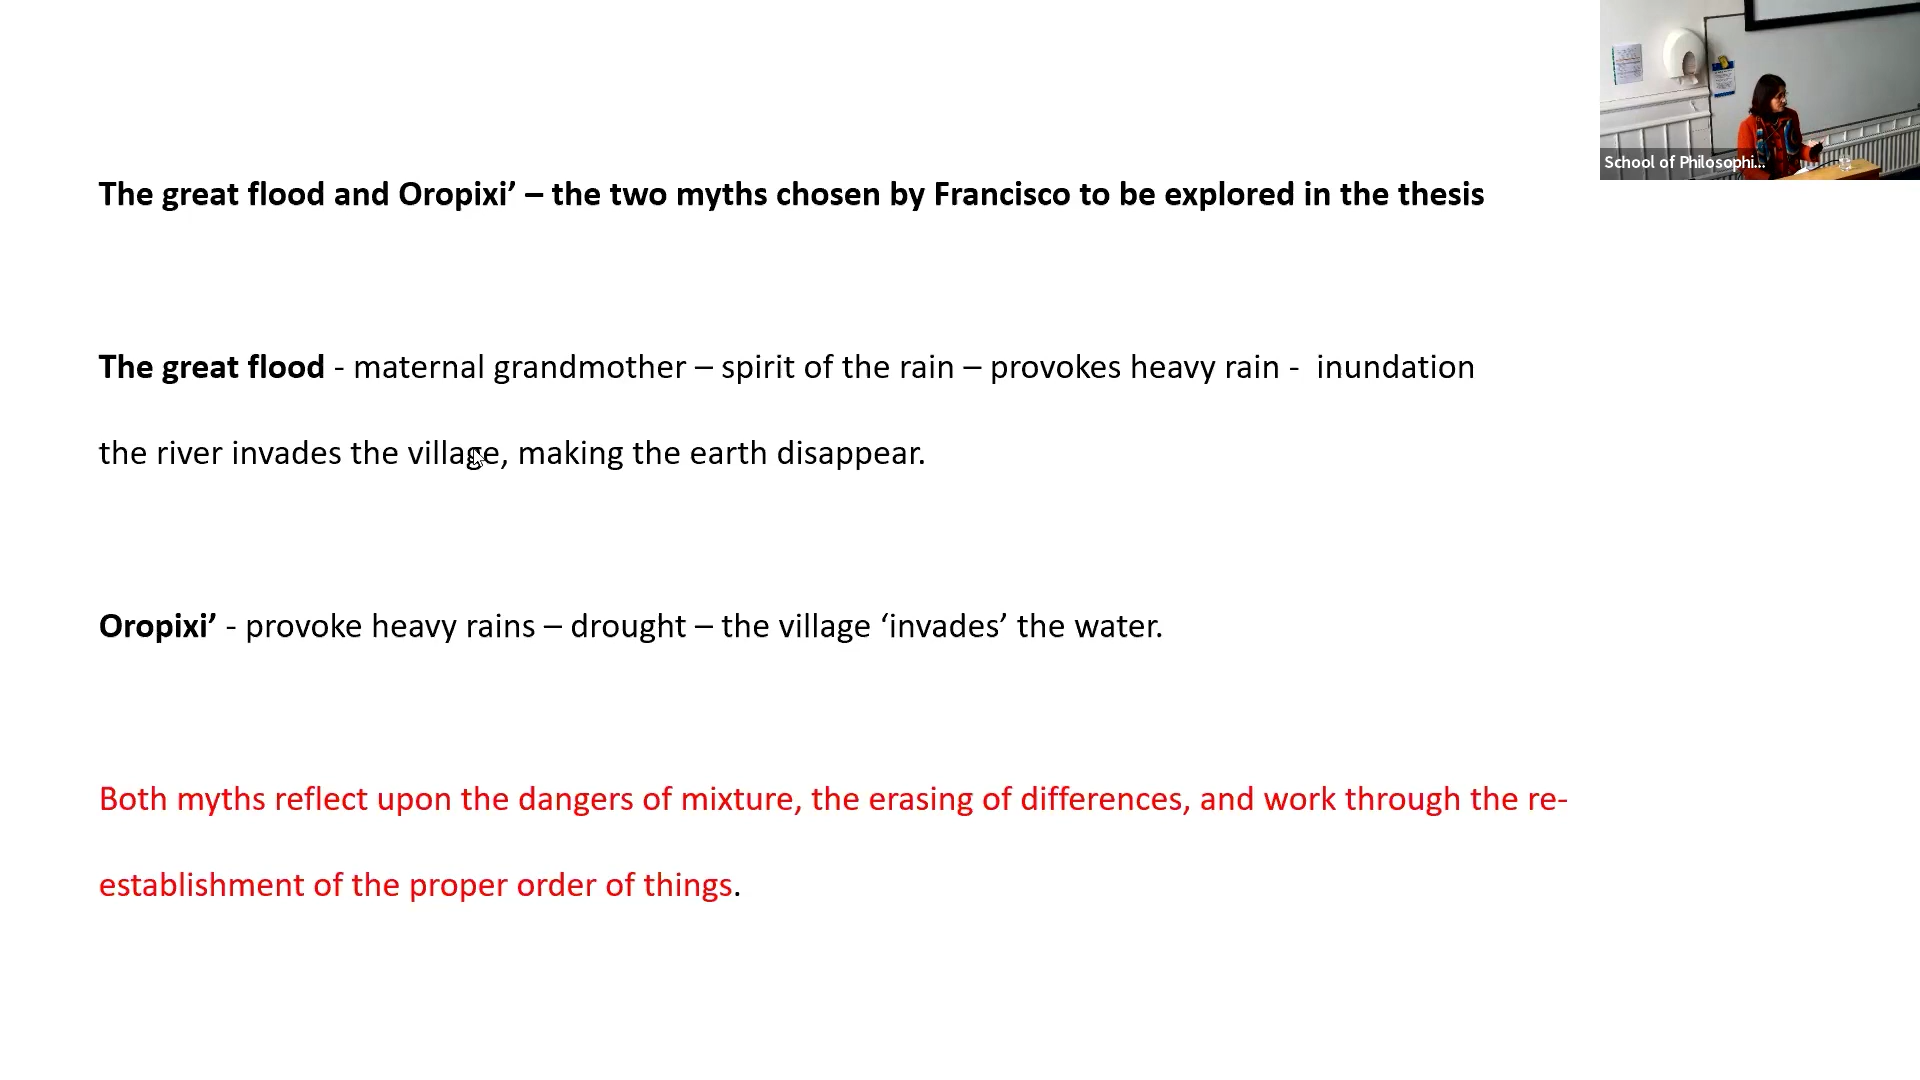 School of Philosophi...
The great flood and Oropixi’ – the two myths chosen by Francisco to be explored in the thesis
The great flood - maternal grandmother – spirit of the rain – provokes heavy rain -  inundation
the river invades the village, making the earth disappear.
Oropixi’ - provoke heavy rains – drought – the village ‘invades’ the water.
Both myths reflect upon the dangers of mixture, the erasing of differences, and work through the re-
establishment of the proper order of things.